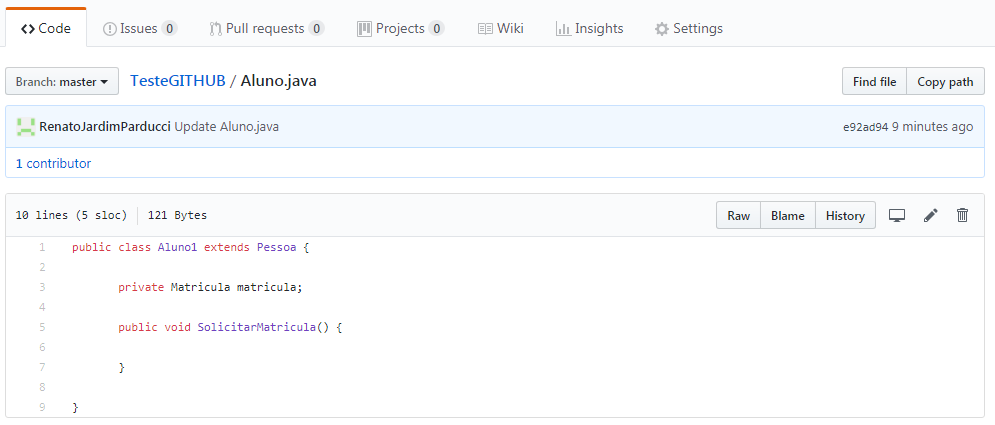 Code Issues 0 Pull requests 0 Projects 0 Wiki Insights Settings
Branch: master TesteGITHUB / Aluno.java Find file Copy path
RenatoJardimParducci Update Aluno.java e92ad94 9 minutes ago
1 contributor
10 lines (5 sloc) 121 Bytes Raw Blame History
1 public class Aluno1 extends Pessoa {
2
3 private Matricula matricula;
4
5 public void SolicitarMatricula() {
6
7 }
8
9 }